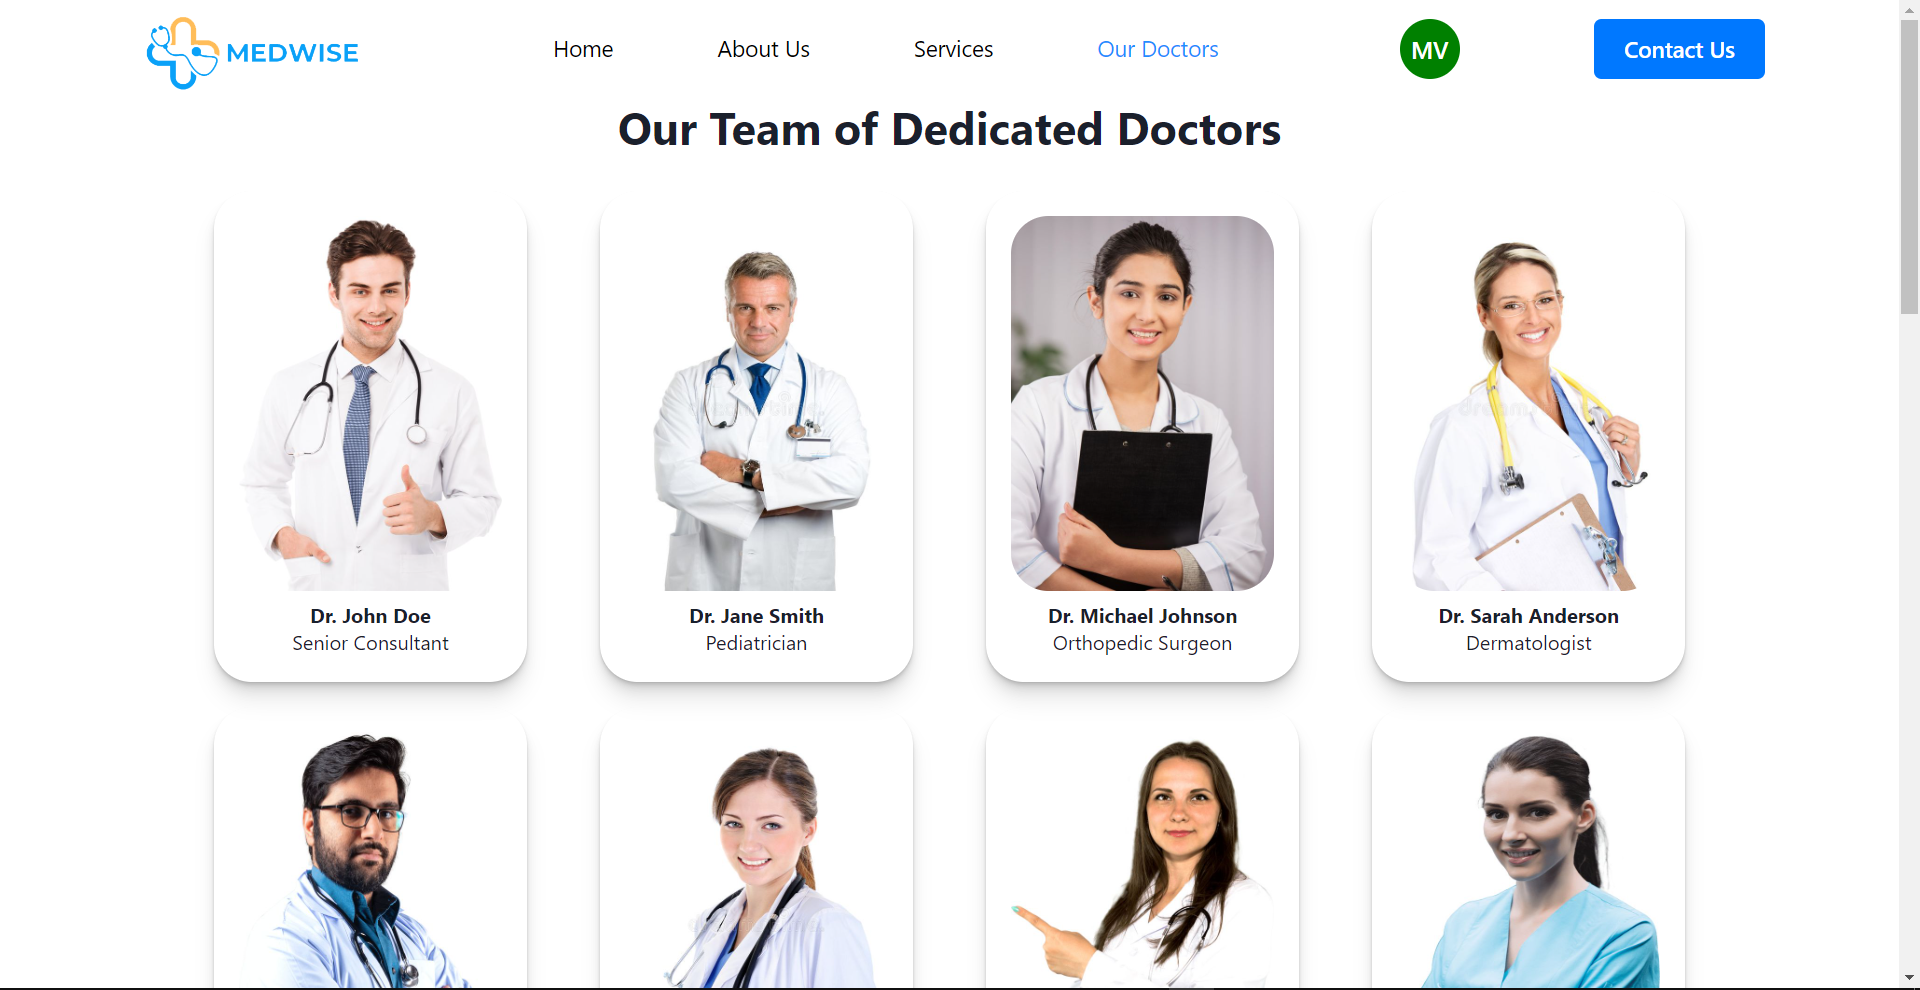 MEDWISE
Home
About Us
Services
Our Doctors
MV
Contact Us
Our Team of Dedicated Doctors
Dr. John Doe
Senior Consultant
Dr. Jane Smith
Pediatrician
Dr. Michael Johnson
Orthopedic Surgeon
Dr. Sarah Anderson
Dermatologist